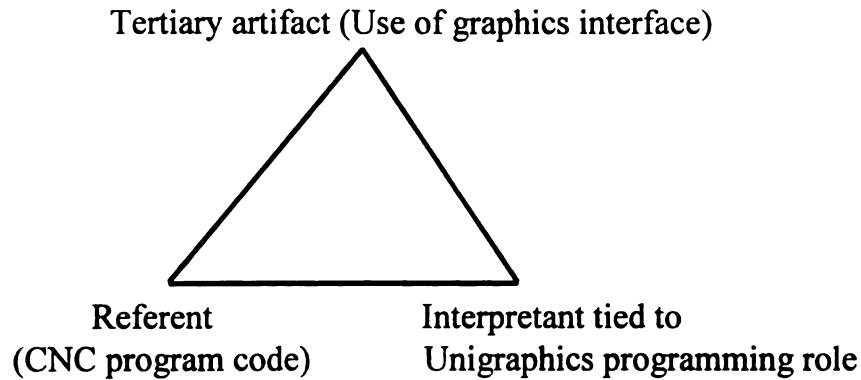 Tertiary artifact (Use of graphics interface)
Referent
(CNC program code)
Interpretant tied to
Unigraphics programming role